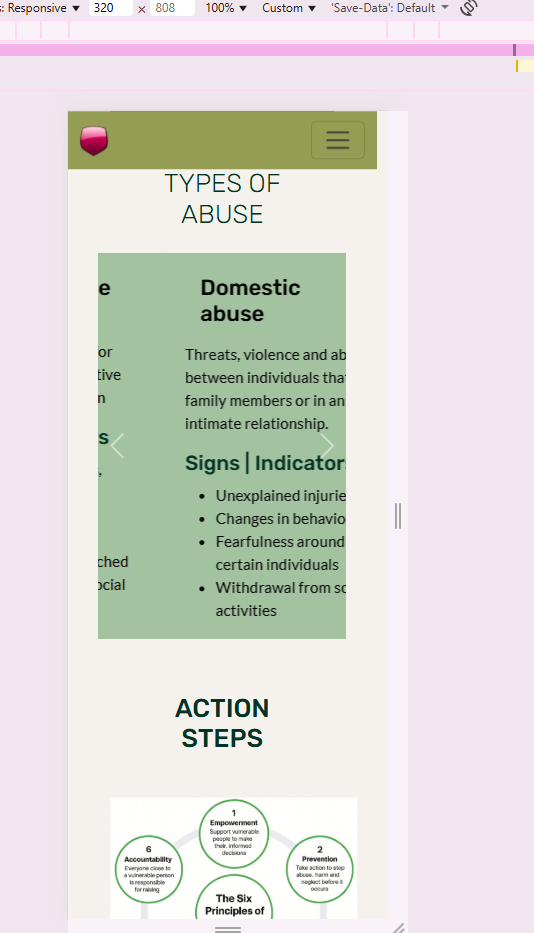 : Responsive
320
×
808
100%
Custom
'Save-Data': Default
TYPES OF
ABUSE
e
or
tive
n
s
,
ched
ocial
Domestic
abuse
Threats, violence and ab
between individuals tha
family members or in an
intimate relationship.
Signs | Indicator
Unexplained injurie
Changes in behavio
Fearfulness around
certain individuals
Withdrawal from so
activities
ACTION
STEPS
1
Empowerment
Support vulnerable
people to make
their, informed
decisions
6
Accountability
Everyone close to
a vulnerable person
is responsible
for raising
2
Prevention
Take action to stop
abuse, harm and
neglect before it
occurs
The Six
Principles of